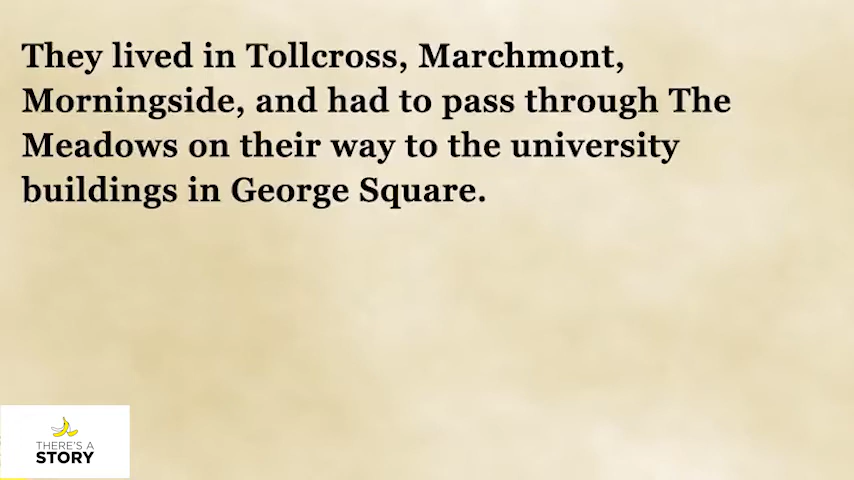 They lived in Tollcross, Marchmont,
Morningside, and had to pass through The
Meadows on their way to the university
buildings in George Square.
THERE'S A
STORY